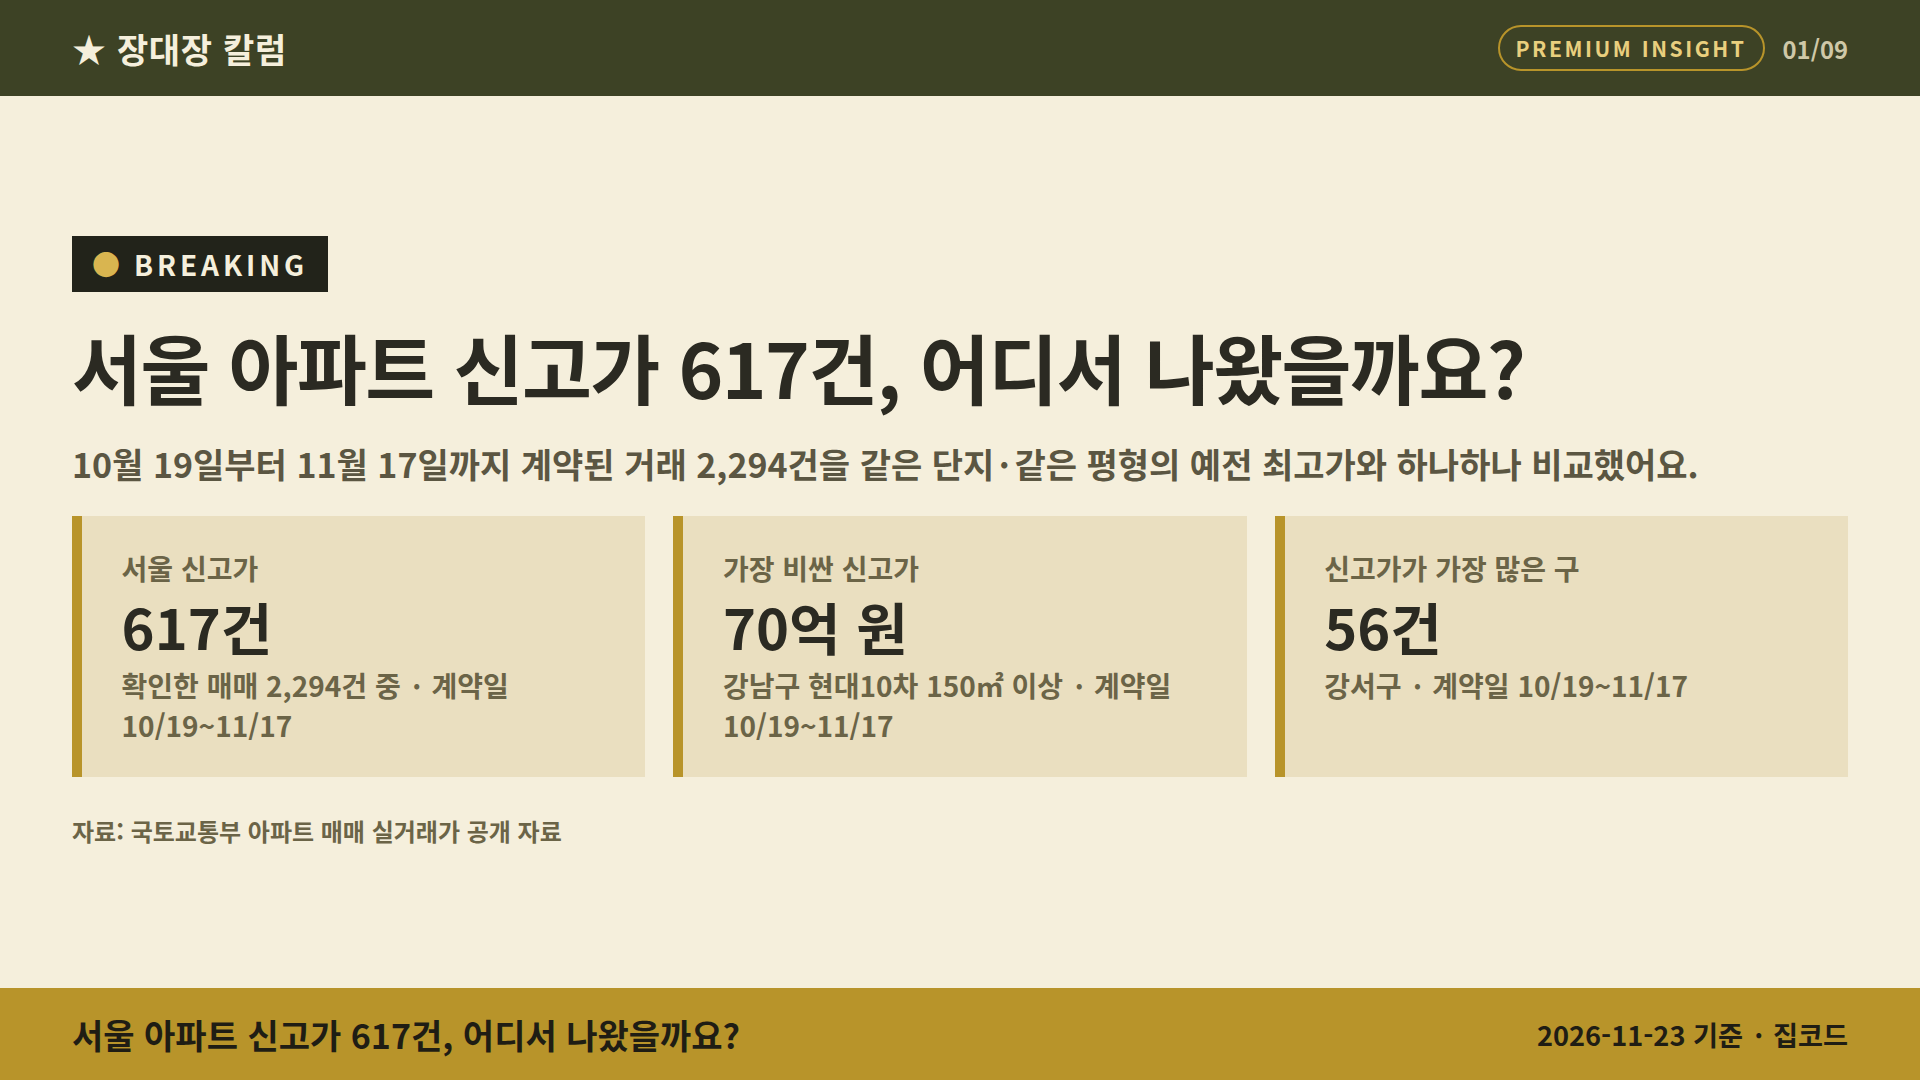 ★ 장대장 칼럼
PREMIUM INSIGHT 01/09
BREAKING
서울 아파트 신고가 617건, 어디서 나왔을까요?
10월 19일부터 11월 17일까지 계약된 거래 2,294건을 같은 단지·같은 평형의 예전 최고가와 하나하나 비교했어요.
서울 신고가
617건
확인한 매매 2,294건 중 · 계약일
10/19~11/17
가장 비싼 신고가
70억 원
강남구 현대10차 150㎡ 이상 · 계약일
10/19~11/17
신고가가 가장 많은 구
56건
강서구 · 계약일 10/19~11/17
자료: 국토교통부 아파트 매매 실거래가 공개 자료
서울 아파트 신고가 617건, 어디서 나왔을까요?
2026-11-23 기준 · 집코드